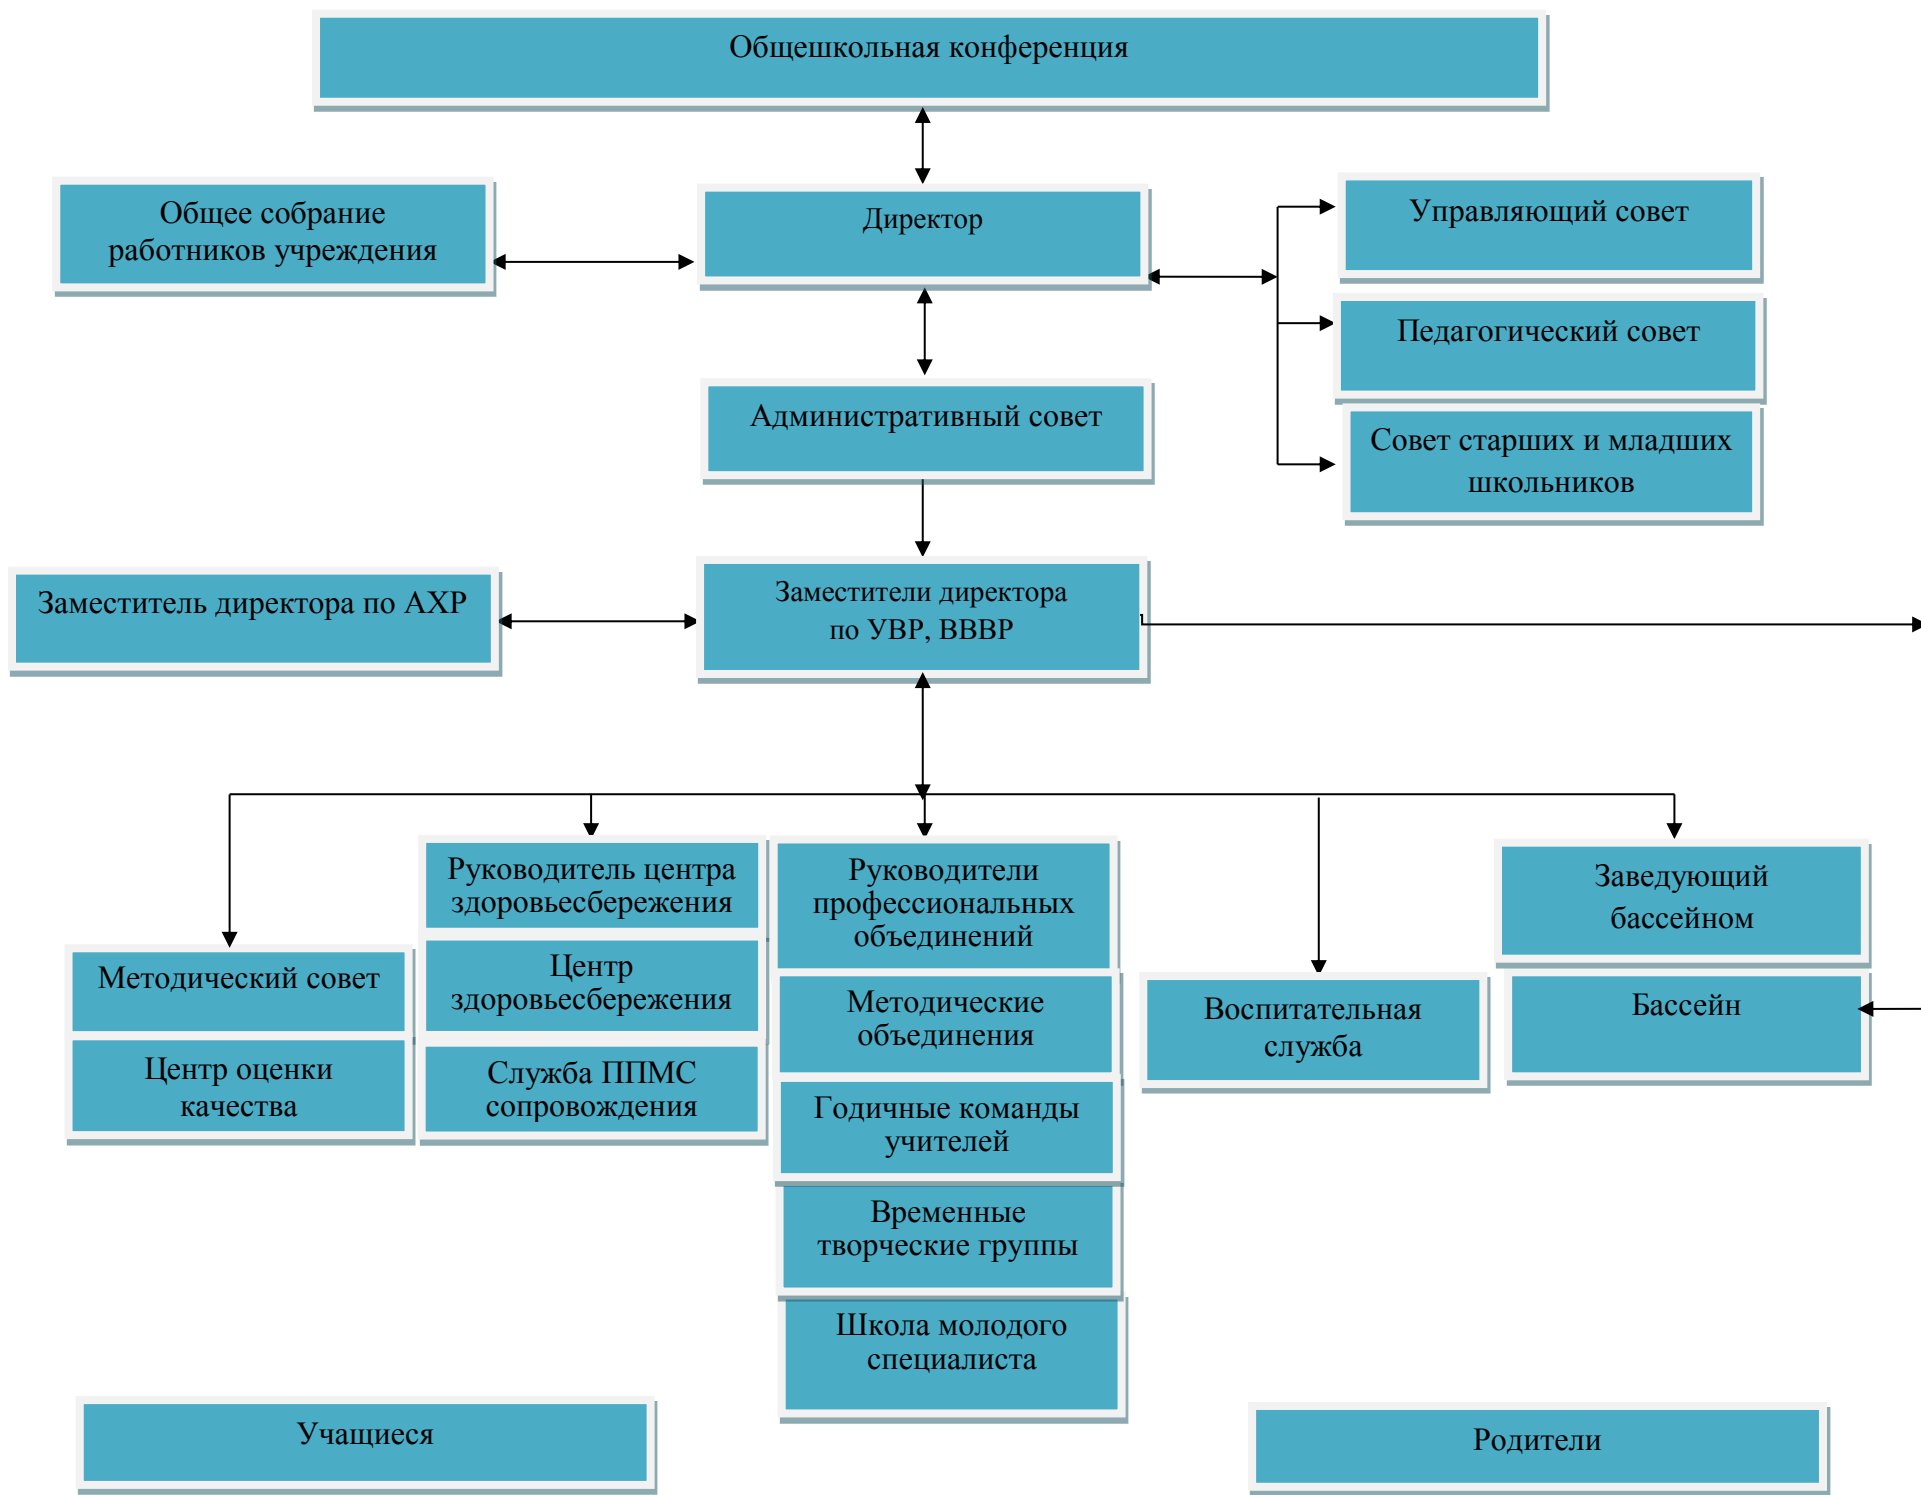 Общешкольная конференция
Общее собрание
работников учреждения
Директор
Управляющий совет
Педагогический совет
Административный совет
Совет старших и младших
школьников
Заместитель директора по АХР
Заместители директора
по УВР, ВВВР
Руководитель центра
здоровьесбережения
Центр
здоровьесбережения
Служба ППМС
сопровождения
Методический совет
Центр оценки
качества
Руководители
профессиональных
объединений
Методические
объединения
Годичные команды
учителей
Временные
творческие группы
Школа молодого
специалиста
Воспитательная
служба
Заведующий
бассейном
Бассейн
Учащиеся
Родители